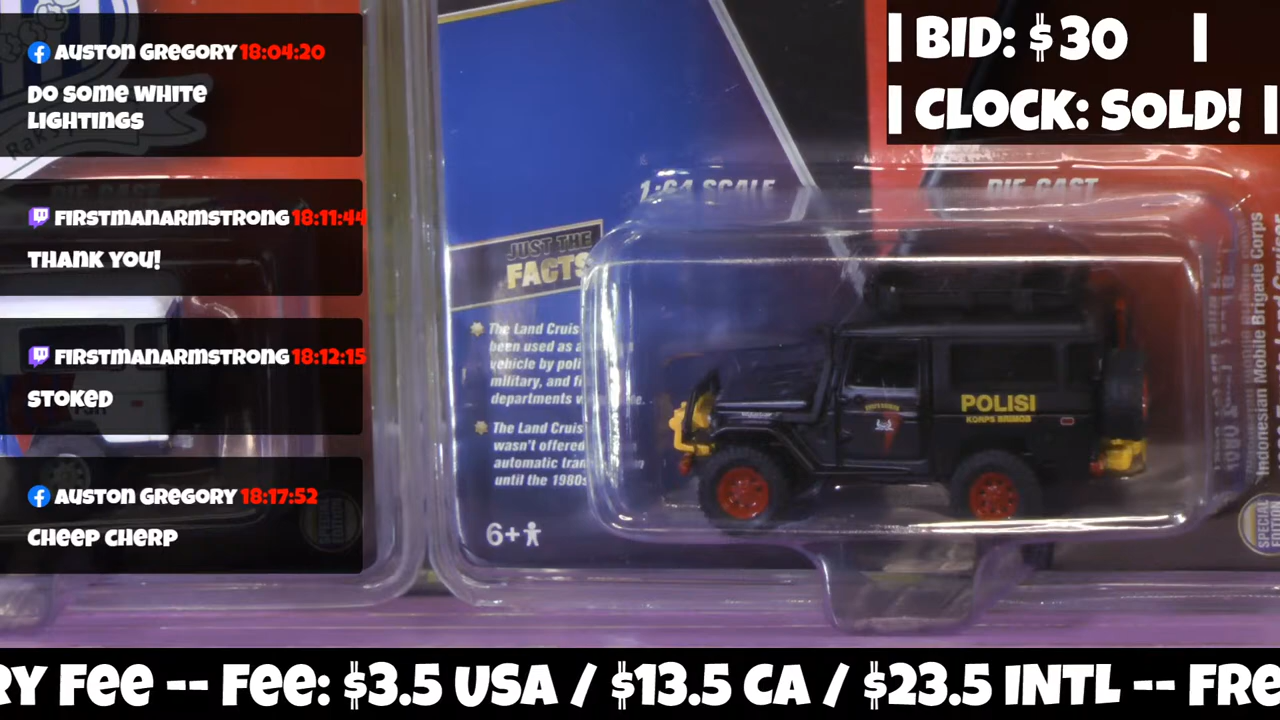 Auston Gregory 18:04:20
Do some white
lightings
firstmanarmstrong 18:11:44
Thank you!
firstmanarmstrong 18:12:15
Stoked
Auston Gregory 18:17:52
Cheep cherp
| BID: $30 |
| CLOCK: SOLD! |
DIE-CAST
1:64 SCALE
DIE-CAST
JUST THE
FACTS
The Land Cruis
been used as a
vehicle by poli
military, and fi
departments w
The Land Cruis
wasn't offered
automatic tran
until the 1980s
6+
POLISI
KORPS BRIMOB
Indonesian Mobile Brigade Corps
SPECIAL
EDITION
RY Fee -- Fee: $3.5 USA / $13.5 CA / $23.5 INTL -- FRe